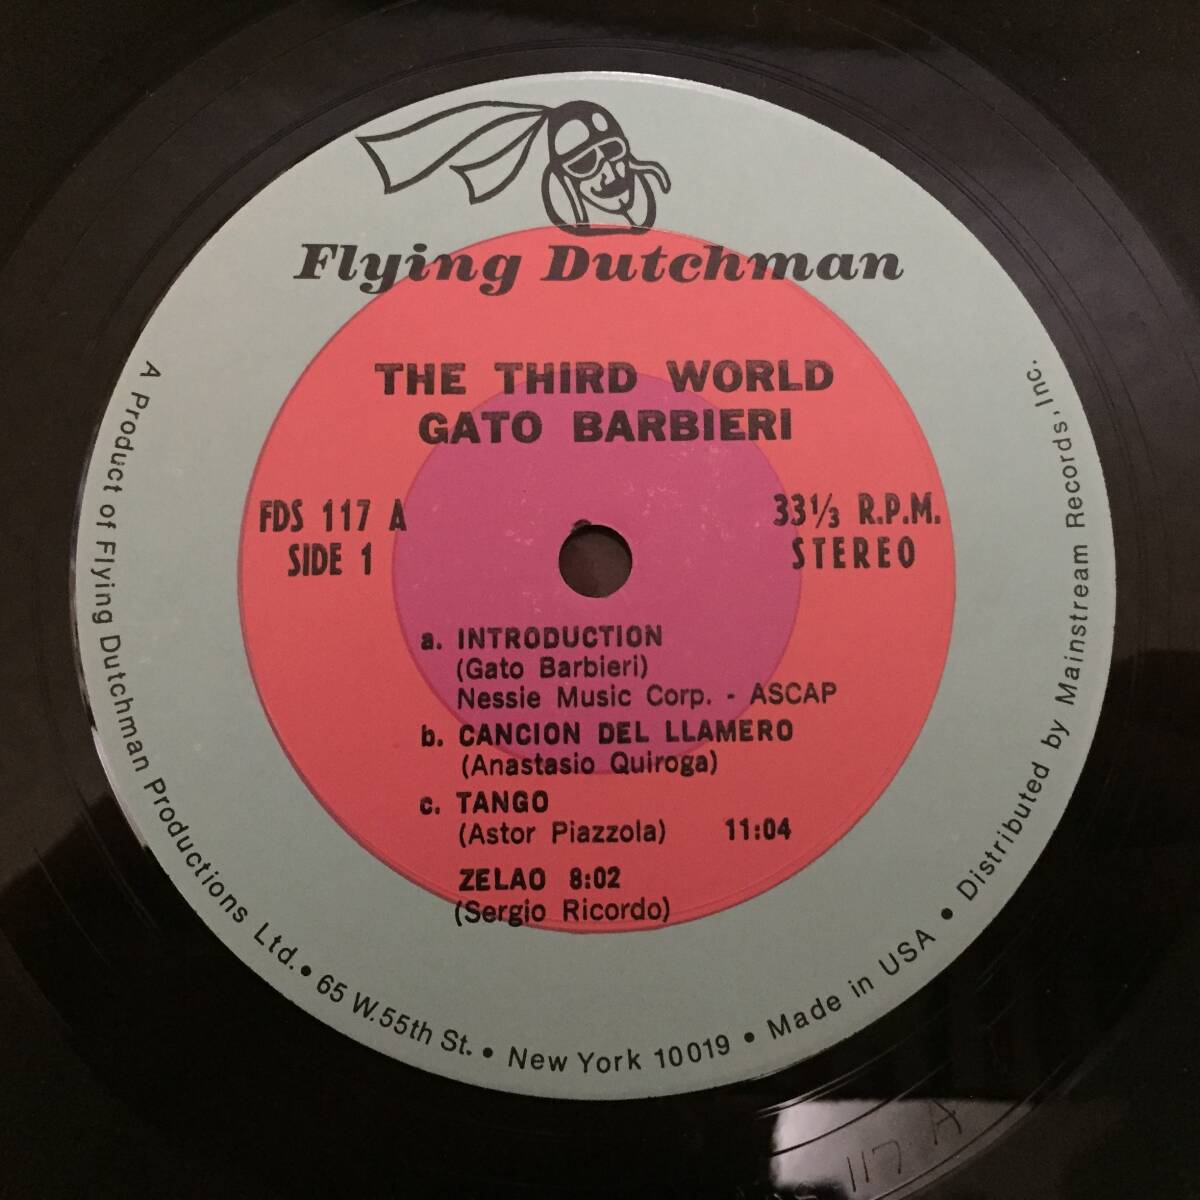 Flying Dutchman
THE THIRD WORLD
GATO BARBIERI
FDS 117 A
SIDE 1
33⅓ R.P.M.
STEREO
a. INTRODUCTION
(Gato Barbieri)
Nessie Music Corp. - ASCAP
b. CANCION DEL LLAMERO
(Anastasio Quiroga)
c. TANGO
(Astor Piazzola) 11:04
ZELAO 8:02
(Sergio Ricordo)
A Product of Flying Dutchman Productions Ltd. • 65 W.55th St. • New York 10019 • Made in USA • Distributed by Mainstream Records, Inc.
117 A